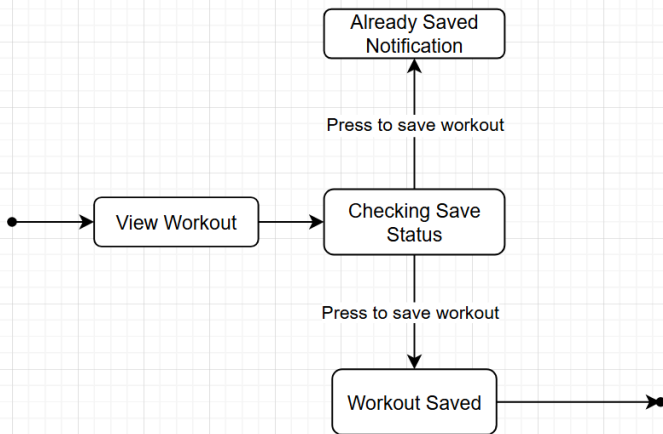 Already Saved
Notification
Press to save workout
View Workout
Checking Save
Status
Press to save workout
Workout Saved